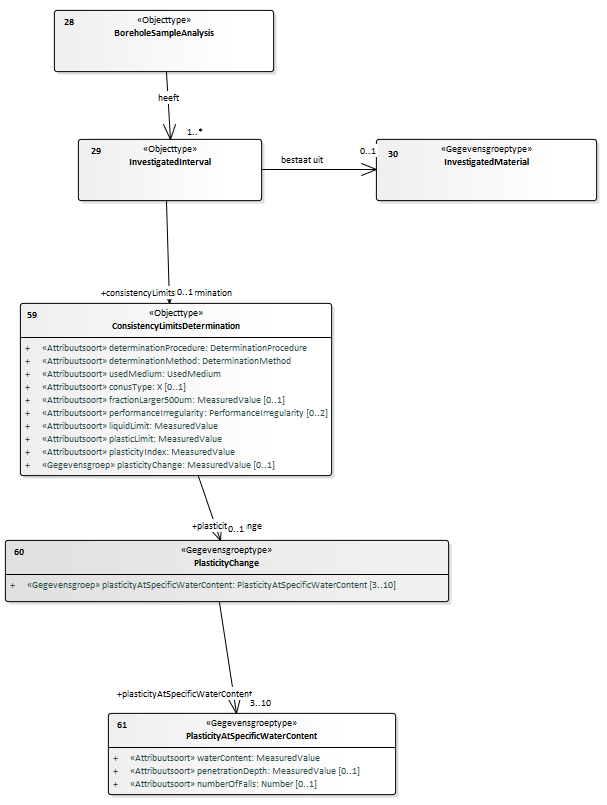 28
«Objecttype»
BoreholeSampleAnalysis
heeft
1..*
29
«Objecttype»
InvestigatedInterval
bestaat uit
0..1
30
«Gegevensgroeptype»
InvestigatedMaterial
+consistencyLimits 0..1 rmination
59
«Objecttype»
ConsistencyLimitsDetermination
+ «Attribuutsoort» determinationProcedure: DeterminationProcedure
+ «Attribuutsoort» determinationMethod: DeterminationMethod
+ «Attribuutsoort» usedMedium: UsedMedium
+ «Attribuutsoort» conusType: X [0..1]
+ «Attribuutsoort» fractionLarger500um: MeasuredValue [0..1]
+ «Attribuutsoort» performanceIrregularity: PerformanceIrregularity [0..2]
+ «Attribuutsoort» liquidLimit: MeasuredValue
+ «Attribuutsoort» plasticLimit: MeasuredValue
+ «Attribuutsoort» plasticityIndex: MeasuredValue
+ «Gegevensgroep» plasticityChange: MeasuredValue [0..1]
+plasticit 0..1 nge
60
«Gegevensgroeptype»
PlasticityChange
+ «Gegevensgroep» plasticityAtSpecificWaterContent: PlasticityAtSpecificWaterContent [3..10]
+plasticityAtSpecificWaterContent
3..10
61
«Gegevensgroeptype»
PlasticityAtSpecificWaterContent
+ «Attribuutsoort» waterContent: MeasuredValue
+ «Attribuutsoort» penetrationDepth: MeasuredValue [0..1]
+ «Attribuutsoort» numberOfFalls: Number [0..1]